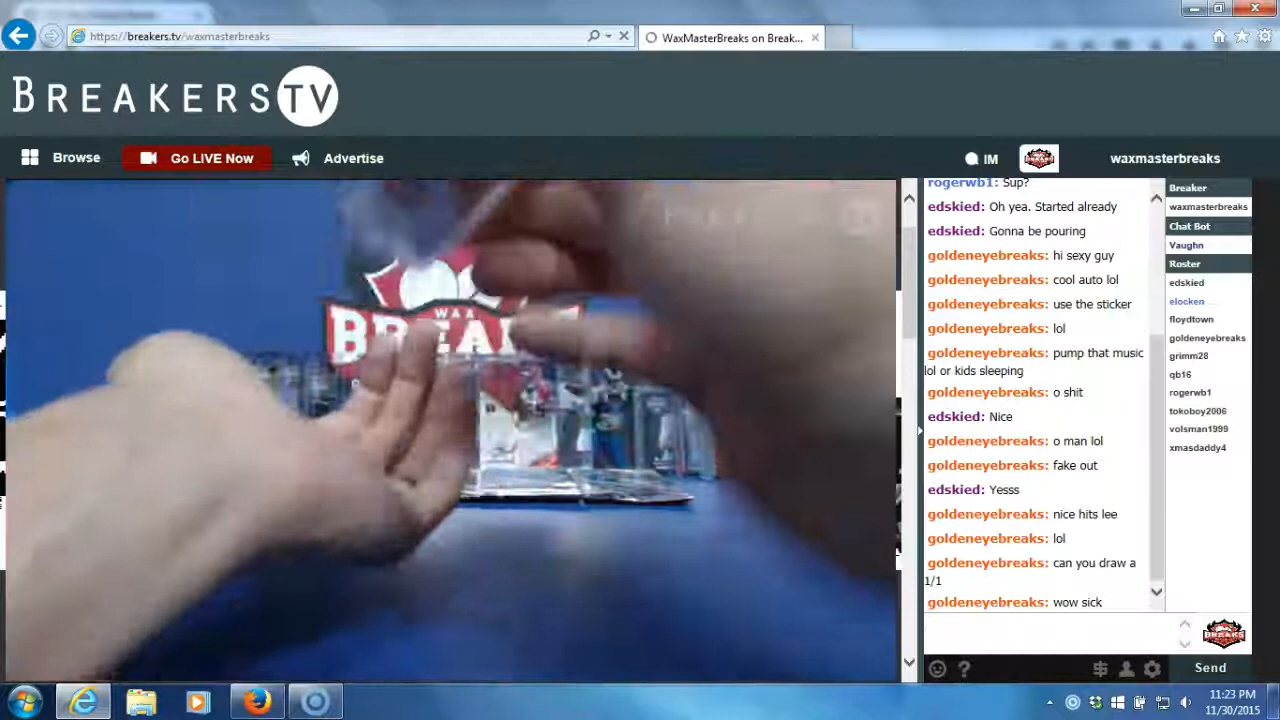 https://breakers.tv/waxmasterbreaks
WaxMasterBreaks on Break...
BREAKERS TV
Browse
Go LIVE Now
Advertise
IM
waxmasterbreaks
WAX
rogerwb1: Sup?
edskied: Oh yea. Started already
edskied: Gonna be pouring
goldeneyebreaks: hi sexy guy
goldeneyebreaks: cool auto lol
goldeneyebreaks: use the sticker
goldeneyebreaks: lol
goldeneyebreaks: pump that music
lol or kids sleeping
goldeneyebreaks: o shit
edskied: Nice
goldeneyebreaks: o man lol
goldeneyebreaks: fake out
edskied: Yesss
goldeneyebreaks: nice hits lee
goldeneyebreaks: lol
goldeneyebreaks: can you draw a
1/1
goldeneyebreaks: wow sick
Breaker
waxmasterbreaks
Chat Bot
Vaughn
Roster
edskied
elocken
floydtown
goldeneyebreaks
grimm28
qb16
rogerwb1
tokoboy2006
volsman1999
xmasdaddy4
BREAKS
?
Send
11:23 PM
11/30/2015